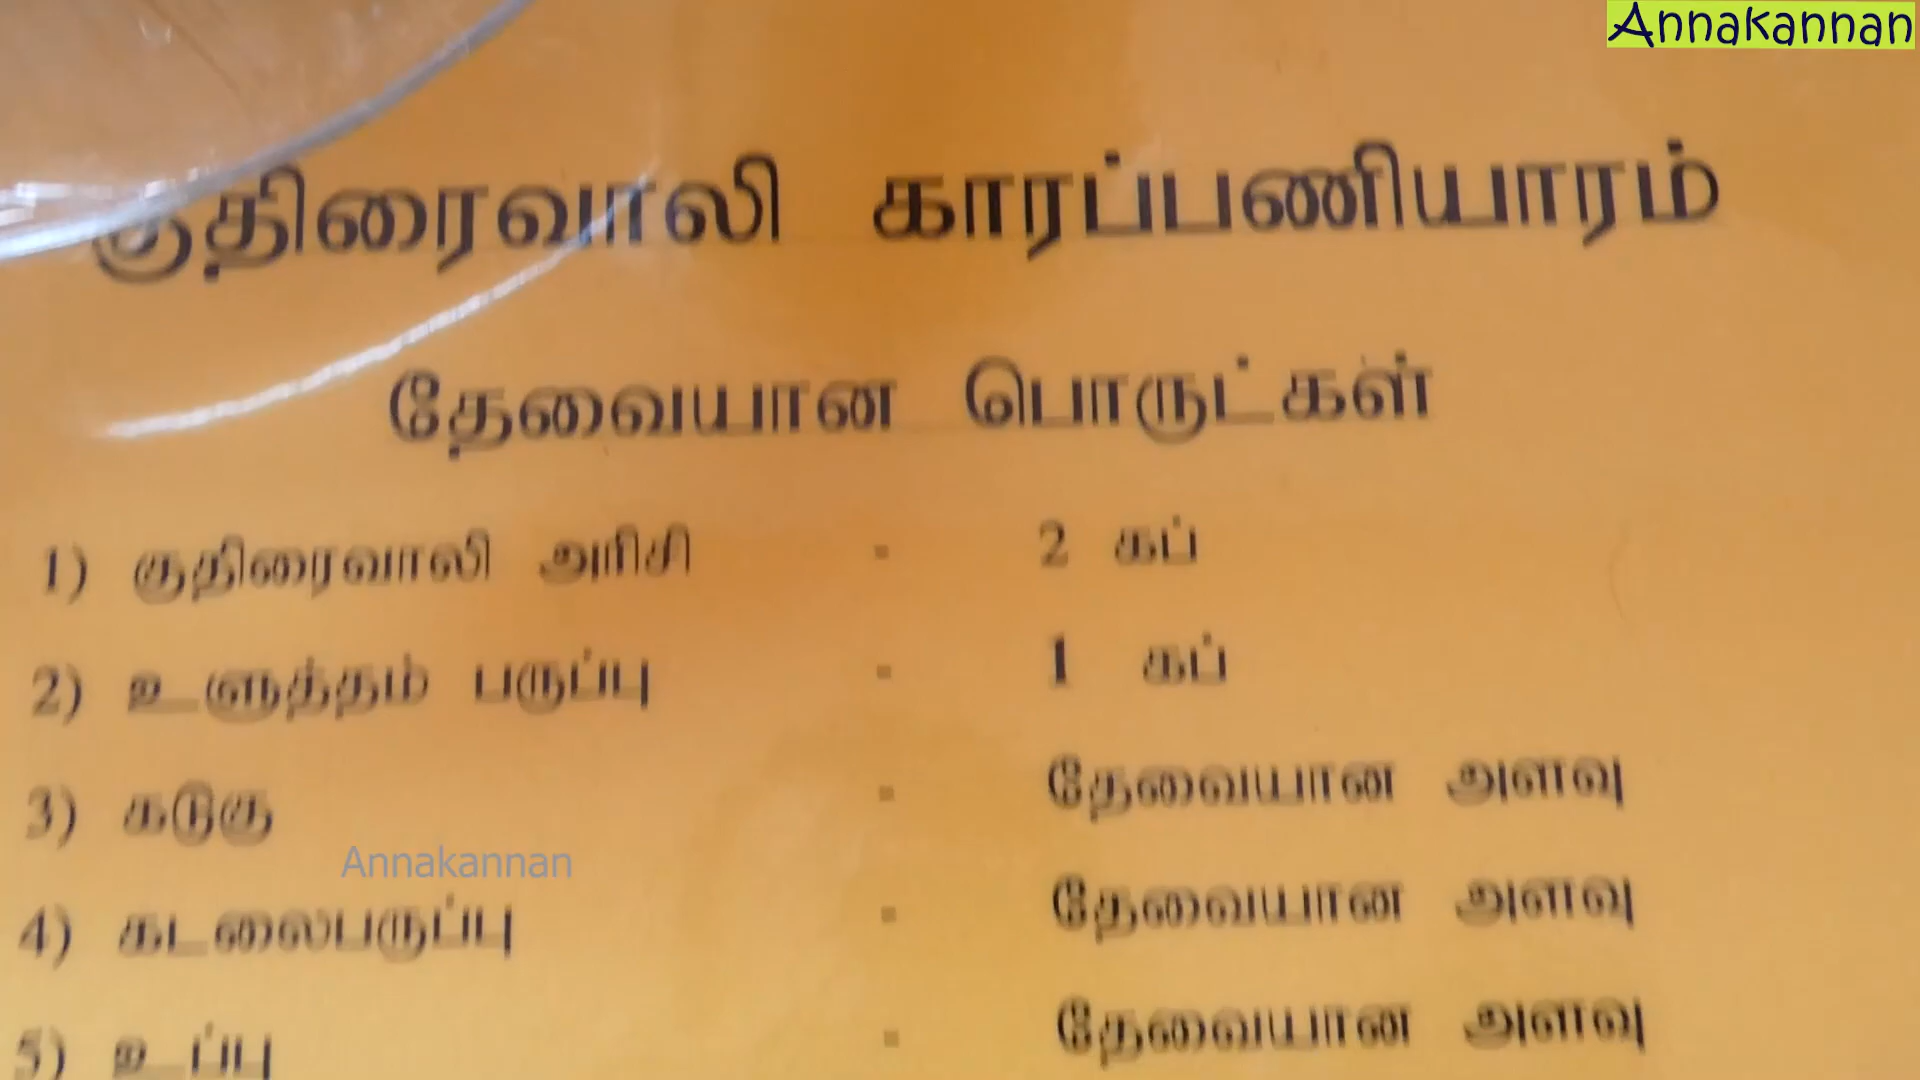 Annakannan
குதிரைவாலி காரப்பணியாரம்
தேவையான பொருட்கள்
1) குதிரைவாலி அரிசி - 2 கப்
2) உளுத்தம் பருப்பு - 1 கப்
3) கடுகு - தேவையான அளவு
Annakannan
4) கடலைபருப்பு - தேவையான அளவு
5) உப்பு - தேவையான அளவு